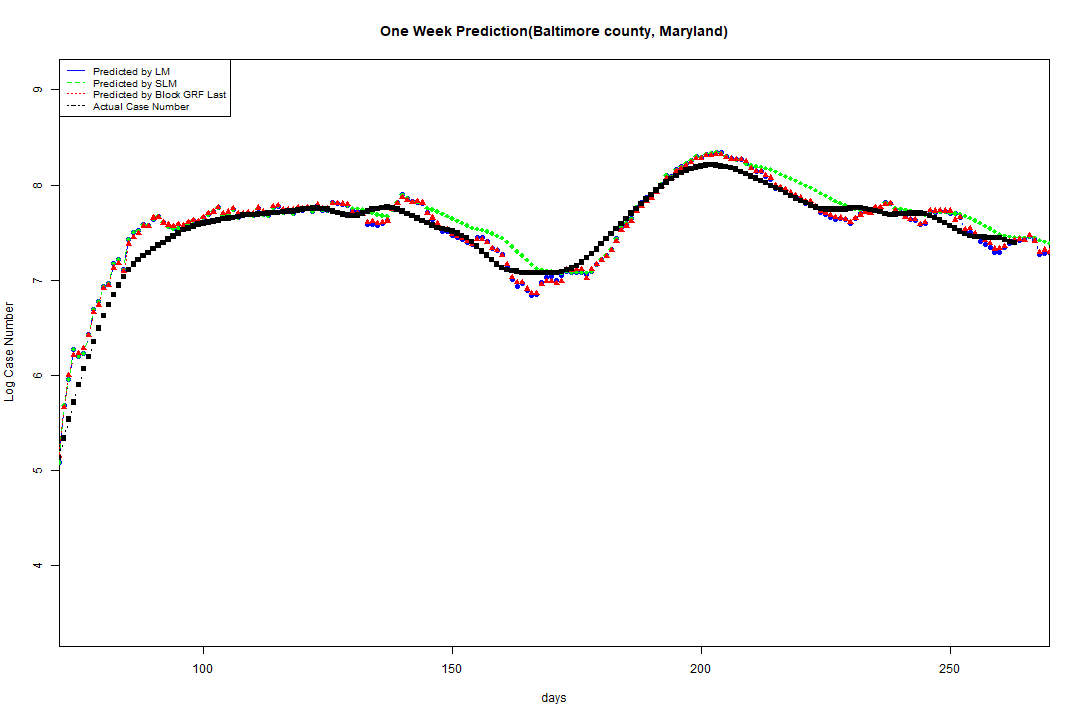 One Week Prediction(Baltimore county, Maryland)
Predicted by LM
Predicted by SLM
Predicted by Block GRF Last
Actual Case Number
9
8
7
6
5
4
Log Case Number
100 150 200 250
days